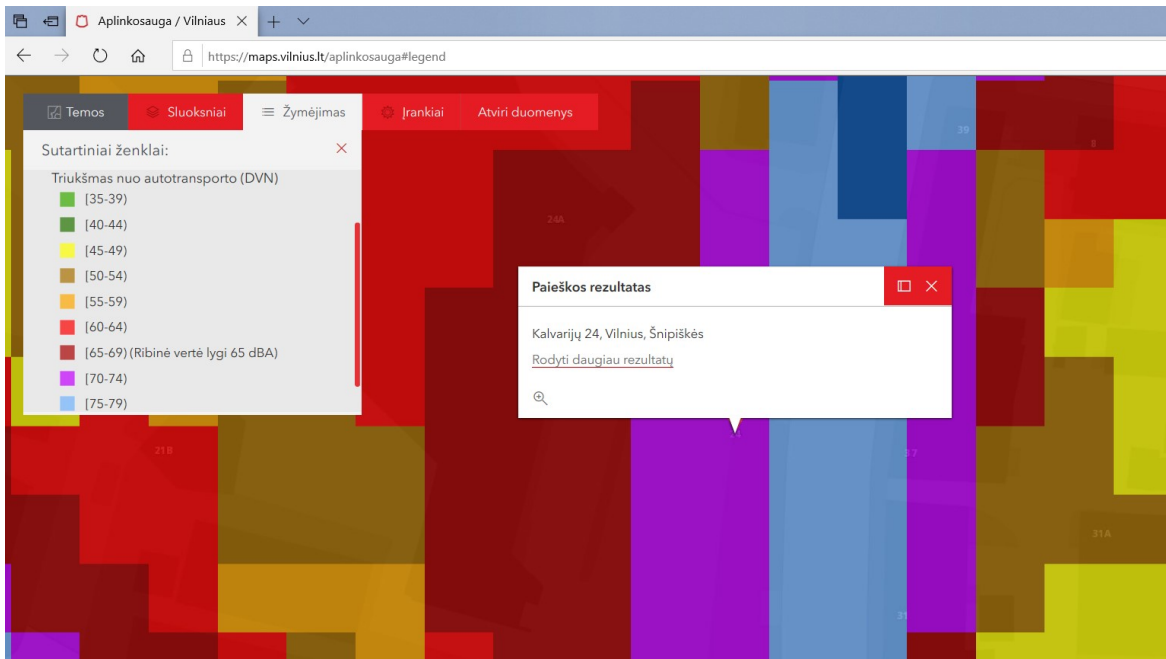 Aplinkosauga / Vilniaus
https://maps.vilnius.lt/aplinkosauga#legend
Temos
Sluoksniai
Žymėjimas
Įrankiai
Atviri duomenys
Sutartiniai ženklai:
Triukšmas nuo autotransporto (DVN)
[35-39)
[40-44)
[45-49)
[50-54)
[55-59)
[60-64)
[65-69) (Ribinė vertė lygi 65 dBA)
[70-74)
[75-79)
39
24A
Paieškos rezultatas
Kalvarijų 24, Vilnius, Šnipiškės
Rodyti daugiau rezultatų
21B
37
31A